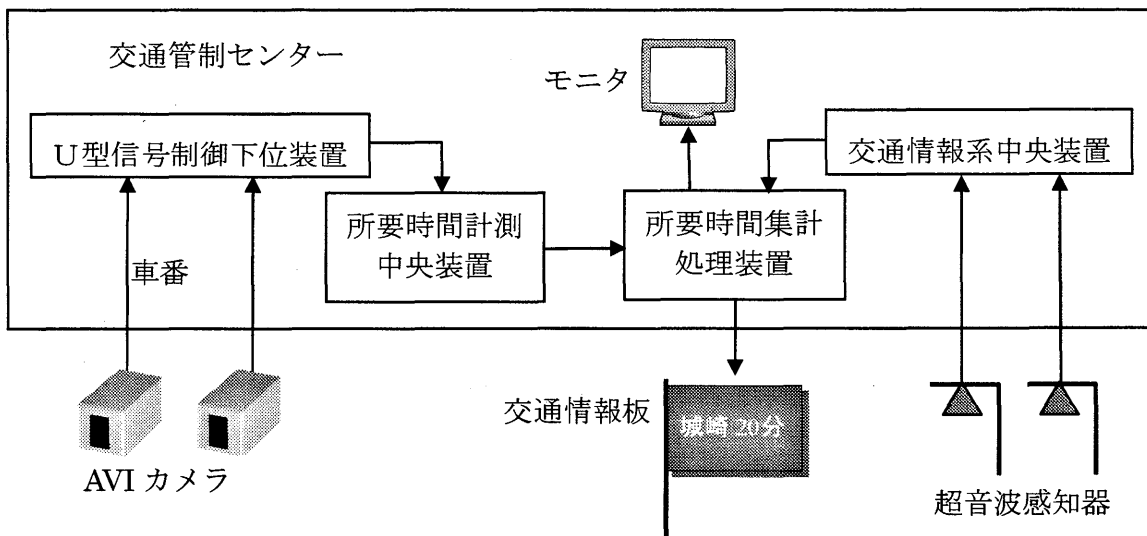 交通管制センター
モニタ
U型信号制御下位装置
交通情報系中央装置
所要時間計測
中央装置
所要時間集計
処理装置
車番
交通情報板
城崎 20分
AVI カメラ
超音波感知器